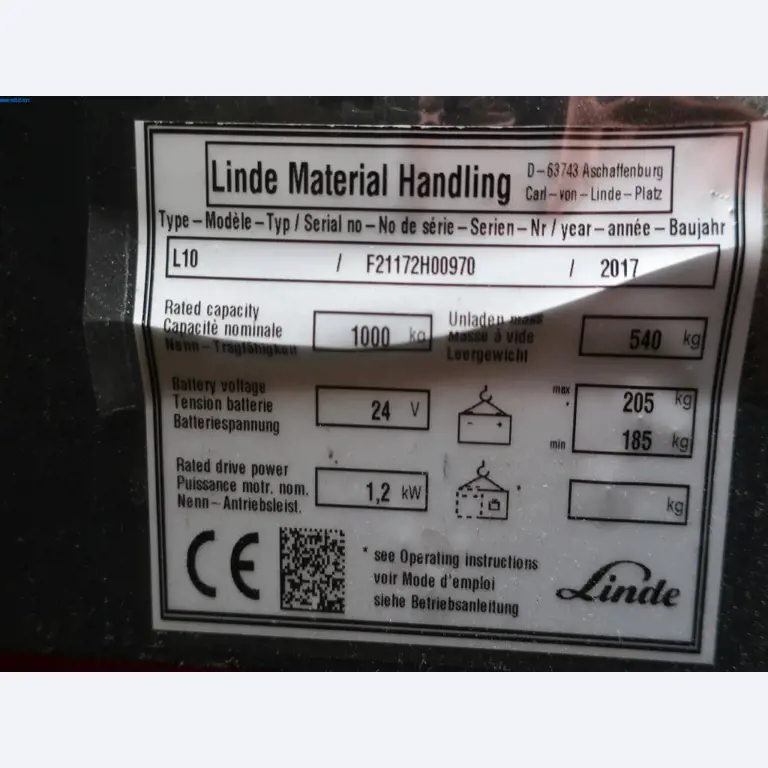 Linde Material Handling
D-63743 Aschaffenburg
Carl-von-Linde-Platz
Type-Modèle-Typ / Serial no-No de série-Serien-Nr / year-année-Baujahr
L10 / F21172H00970 / 2017
Rated capacity
Capacité nominale
Nenn-Tragfähigkeit
1000 kg
Unladen mass
Masse à vide
Leergewicht
540 kg
Battery voltage
Tension batterie
Batteriespannung
24 V
- +
max
*
205 kg
min
185 kg
Rated drive power
Puissance motr. nom.
Nenn-Antriebsleist.
1,2 kW
kg
CE
* see Operating instructions
voir Mode d'emploi
siehe Betriebsanleitung
Linde